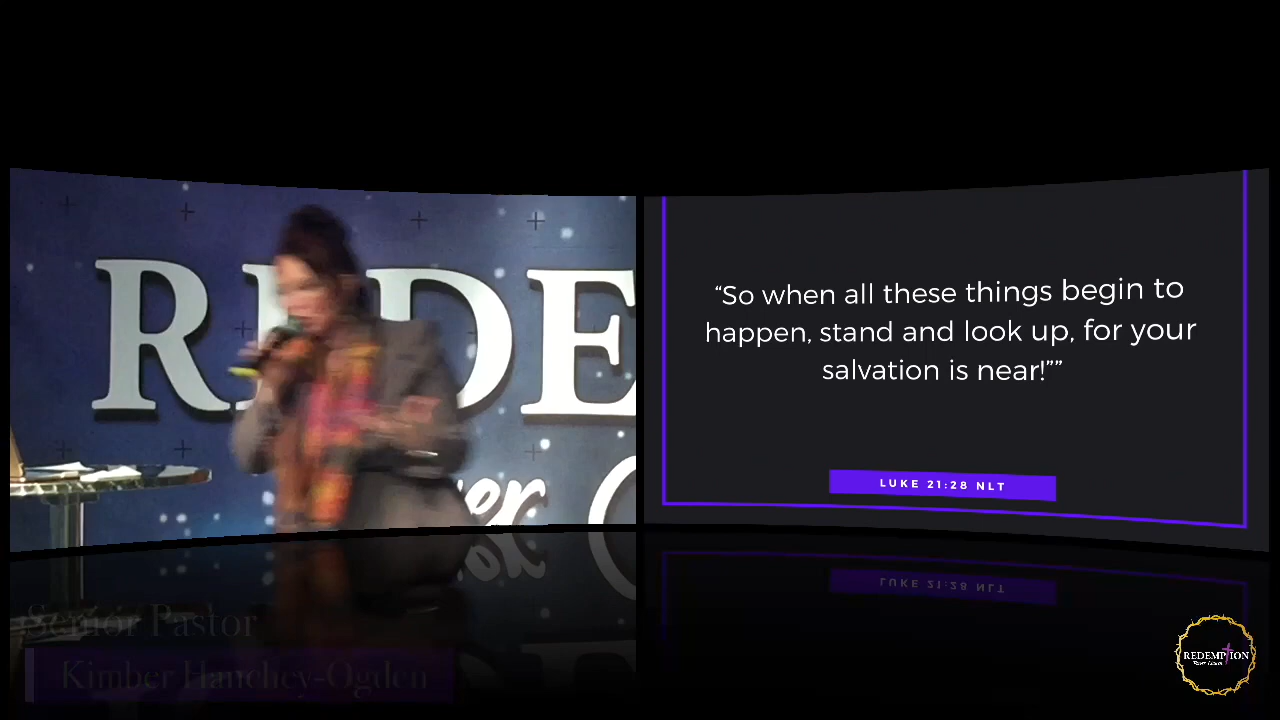 REDE
“So when all these things begin to
happen, stand and look up, for your
salvation is near!””
LUKE 21:28 NLT
Senior Pastor
Kimber Hanchey-Ogden
REDEMPTION